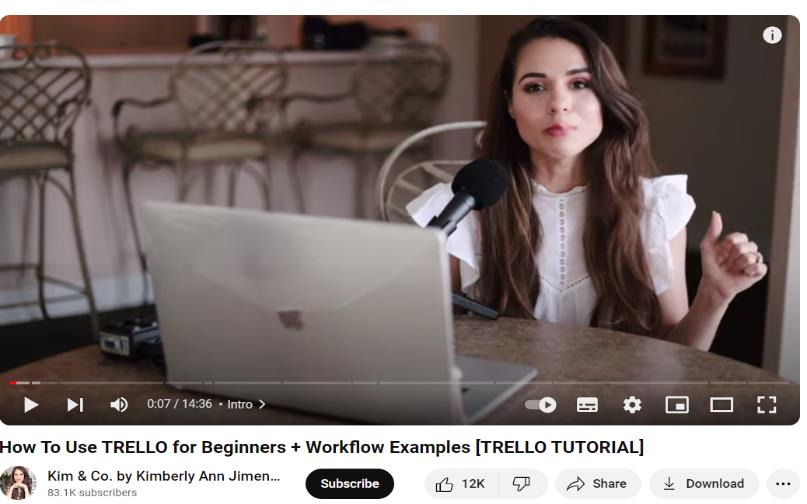 0:07 / 14:36 • Intro
How To Use TRELLO for Beginners + Workflow Examples [TRELLO TUTORIAL]
Kim & Co. by Kimberly Ann Jimen...
83.1K subscribers
Subscribe
12K
Share
Download